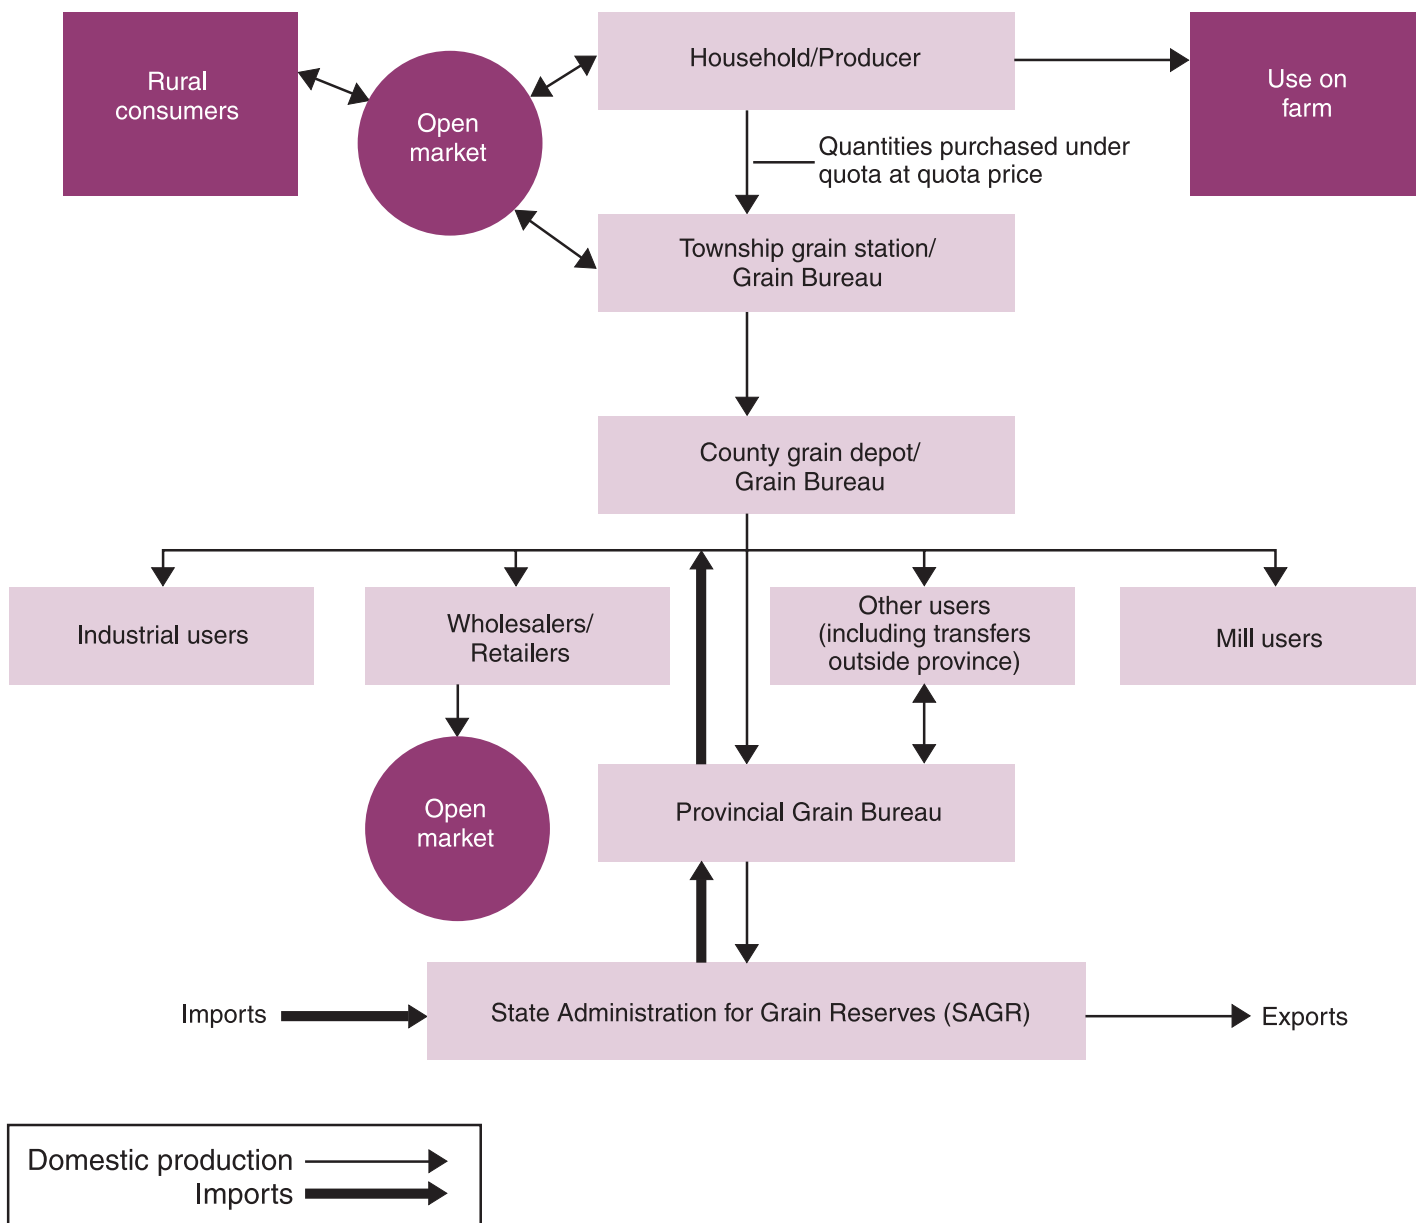 Rural
consumers
Open
market
Household/Producer
Use on
farm
Quantities purchased under
quota at quota price
Township grain station/
Grain Bureau
County grain depot/
Grain Bureau
Industrial users
Wholesalers/
Retailers
Other users
(including transfers
outside province)
Mill users
Open
market
Provincial Grain Bureau
Imports
State Administration for Grain Reserves (SAGR)
Exports
Domestic production
Imports